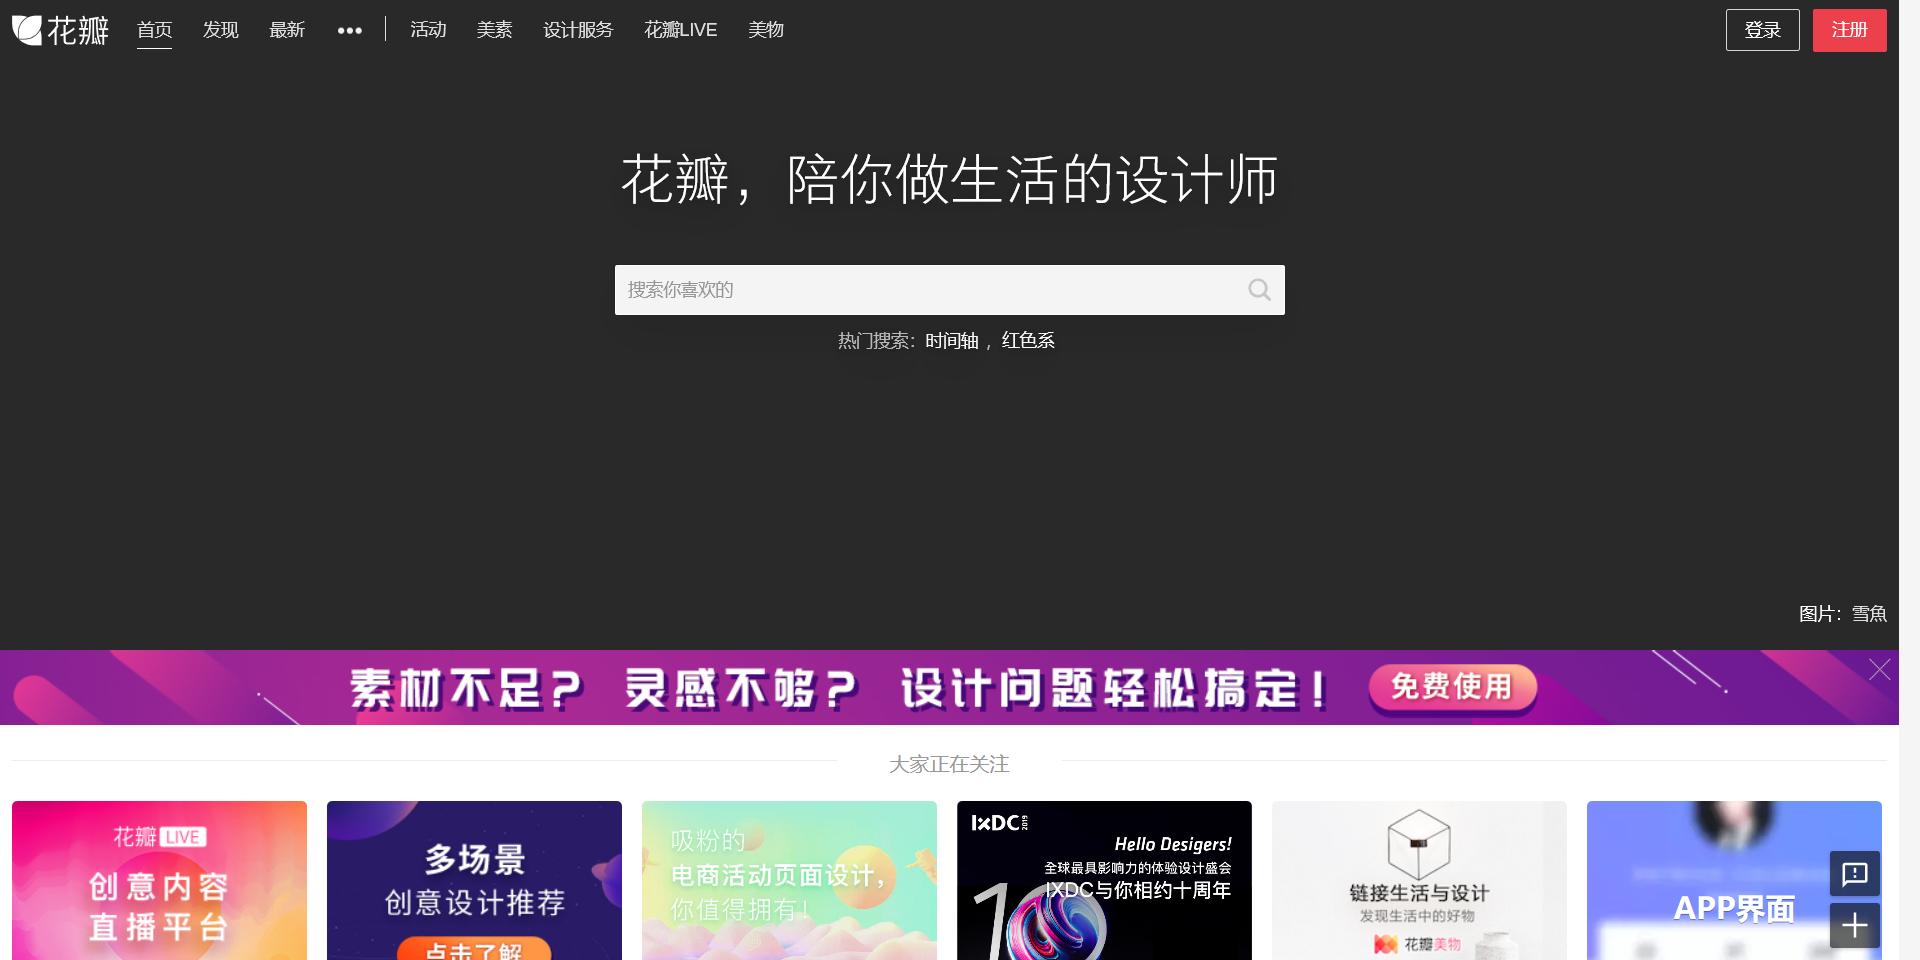 花瓣 首页 发现 最新 ••• 活动 美素 设计服务 花瓣LIVE 美物 登录 注册
花瓣，陪你做生活的设计师
搜索你喜欢的
热门搜索：时间轴 ， 红色系
图片：雪魚
素材不足？ 灵感不够？ 设计问题轻松搞定！ 免费使用
大家正在关注
花瓣 LIVE
创意内容
直播平台
多场景
创意设计推荐
点击了解
吸粉的
电商活动页面设计，
你值得拥有！
IXDC 2019
Hello Desigers!
全球最具影响力的体验设计盛会
IXDC与你相约十周年
10
链接生活与设计
发现生活中的好物
花瓣美物
APP界面